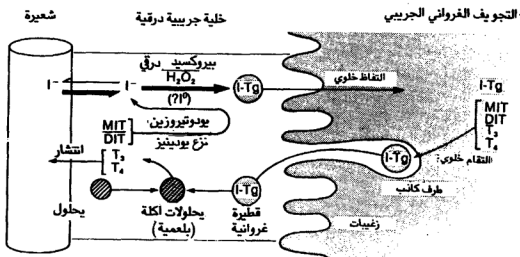 شعيرة
خلية جريبية درقية
التجويف الغرواني الجريبي
بيروكسيد درقي
H₂O₂
I⁻
I⁻
(?I⁰)
I-Tg
التفاظ خلوي
I-Tg
MIT
DIT
T₃
T₄
يودوتيروزين
نزع يودينيز
MIT
DIT
انتشار
T₃
T₄
التقام خلوي؟
I-Tg
طرف كاذب
I-Tg
يحلول
يحلولات اكلة
(بلعمية)
قطيرة
غروانية
زغيبات